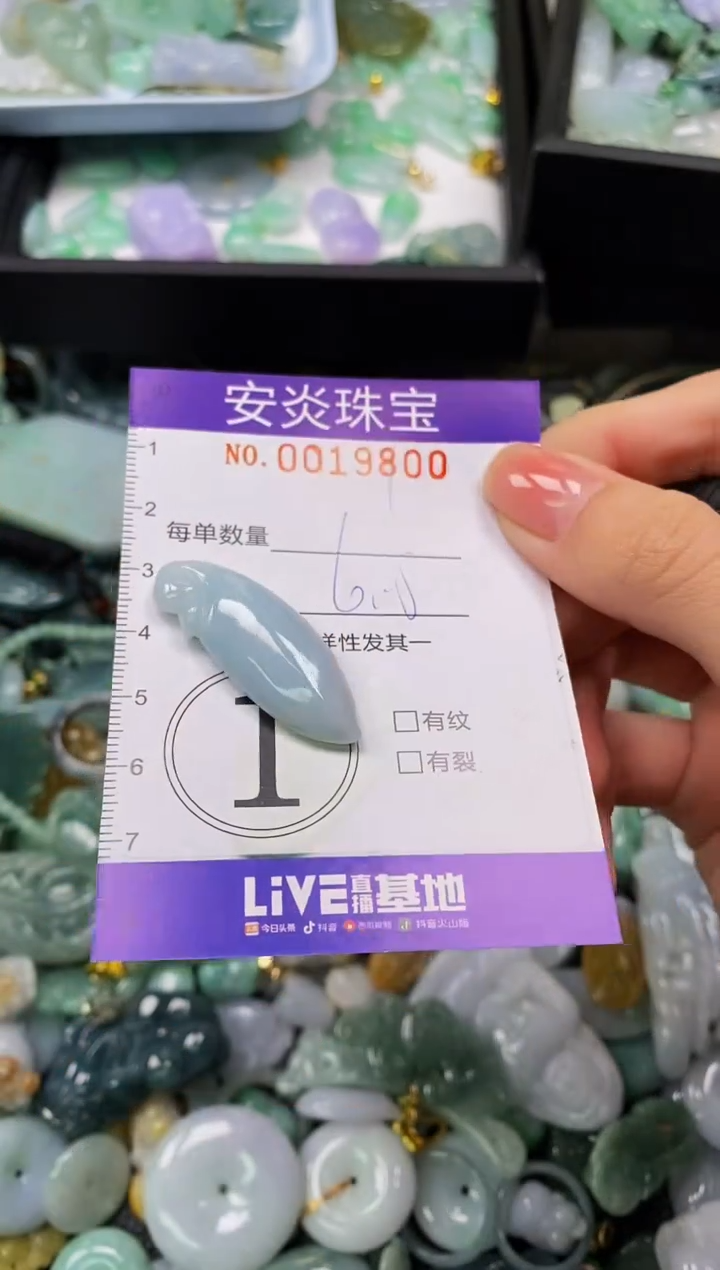 安炎珠宝
1
NO.0019800
2
每单数量
3
4
样性发其一
5
1
□有纹
□有裂
6
7
LiVE直播基地
今日头条 抖音 抖音火山版